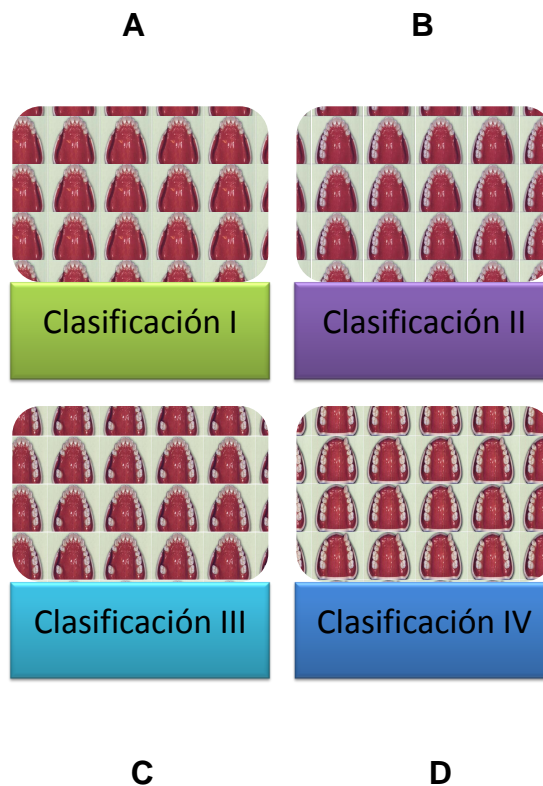 A
B
Clasificación I
Clasificación II
Clasificación III
Clasificación IV
C
D